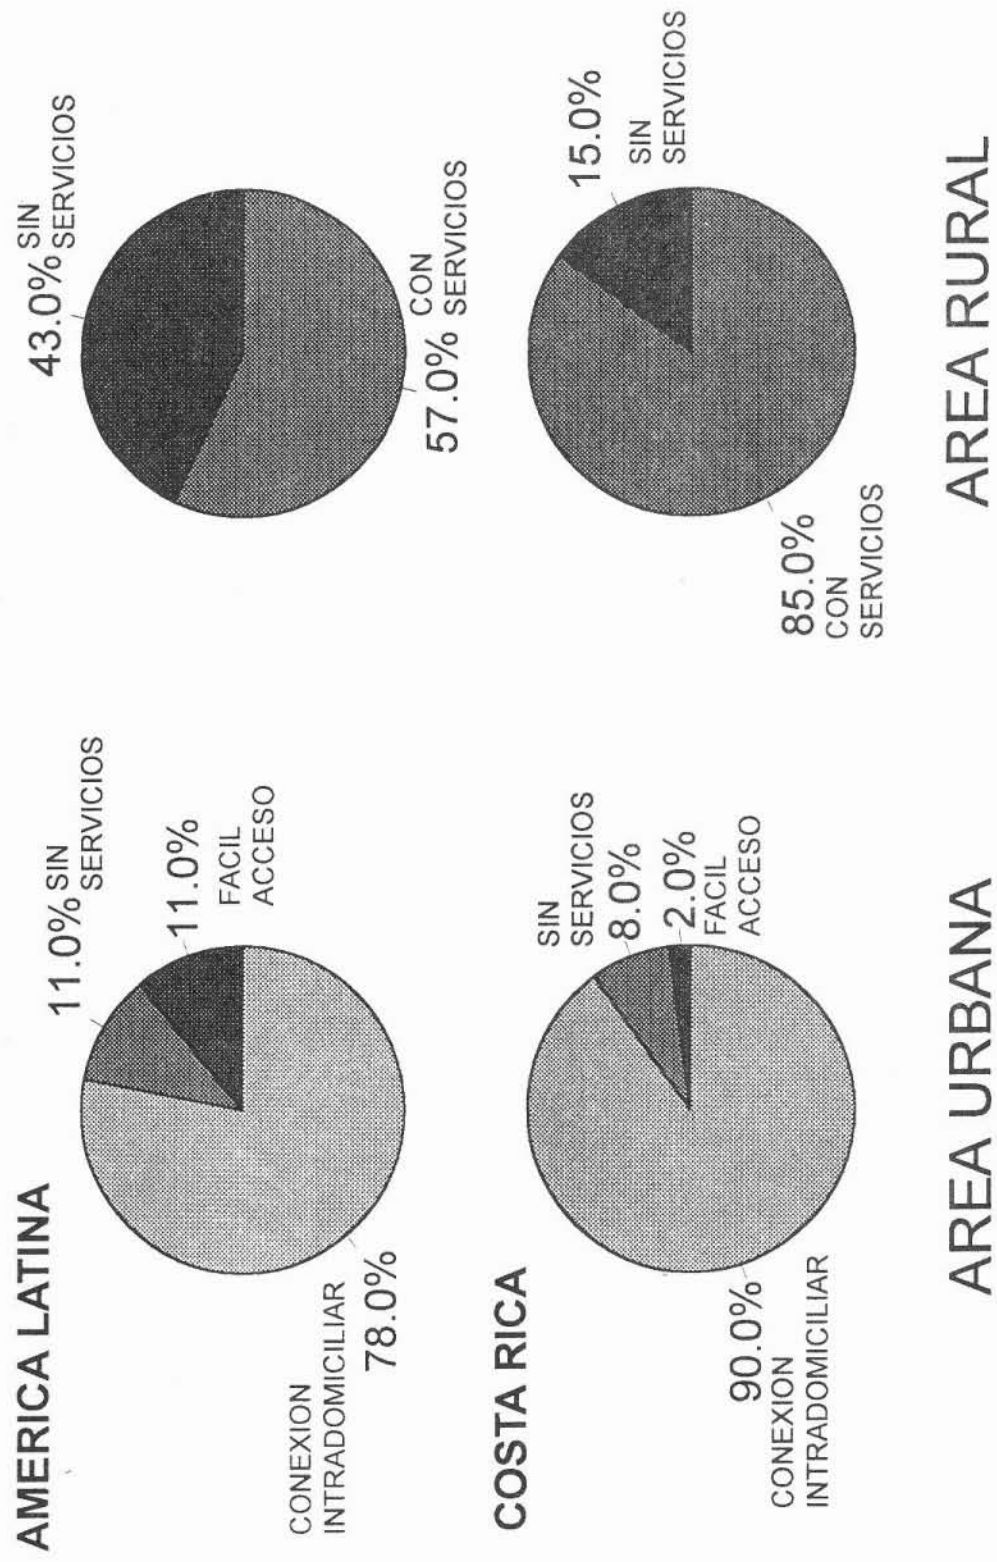 AMERICA LATINA
11.0% SIN
SERVICIOS
11.0%
FACIL
ACCESO
CONEXION
INTRADOMICILIAR
78.0%
43.0% SIN
SERVICIOS
57.0% CON
SERVICIOS
COSTA RICA
SIN
SERVICIOS
8.0%
2.0%
FACIL
ACCESO
90.0%
CONEXION
INTRADOMICILIAR
15.0%
SIN
SERVICIOS
85.0%
CON
SERVICIOS
AREA URBANA
AREA RURAL